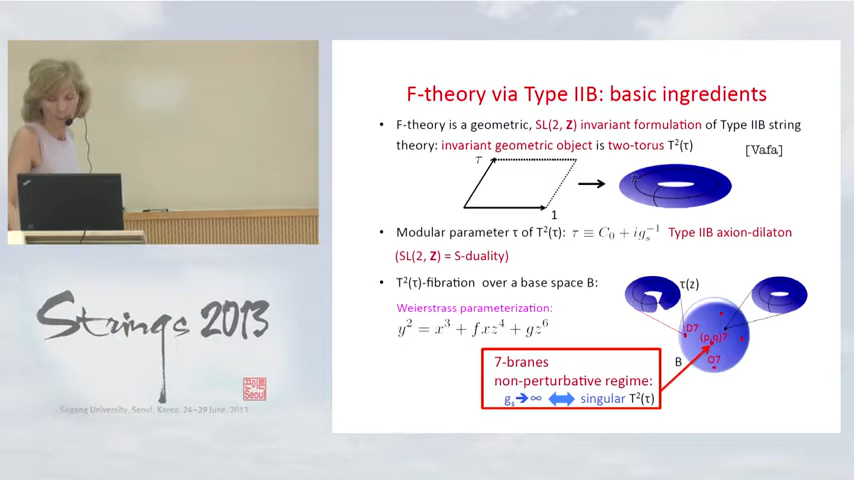 F-theory via Type IIB: basic ingredients
• F-theory is a geometric, SL(2, Z) invariant formulation of Type IIB string
theory: invariant geometric object is two-torus T²(τ)
[Vafa]
τ
1
• Modular parameter τ of T²(τ): τ ≡ C₀ + ig_s⁻¹ Type IIB axion-dilaton
(SL(2, Z) = S-duality)
• T²(τ)-fibration over a base space B:
τ(z)
Weierstrass parameterization:
y² = x³ + fxz⁴ + gz⁶
D7
(p,q)7
O7
B
7-branes
non-perturbative regime:
g_s → ∞ ⟺ singular T²(τ)
Strings 2013
Seoul
Sogang University, Seoul, Korea, 24~29 June, 2013